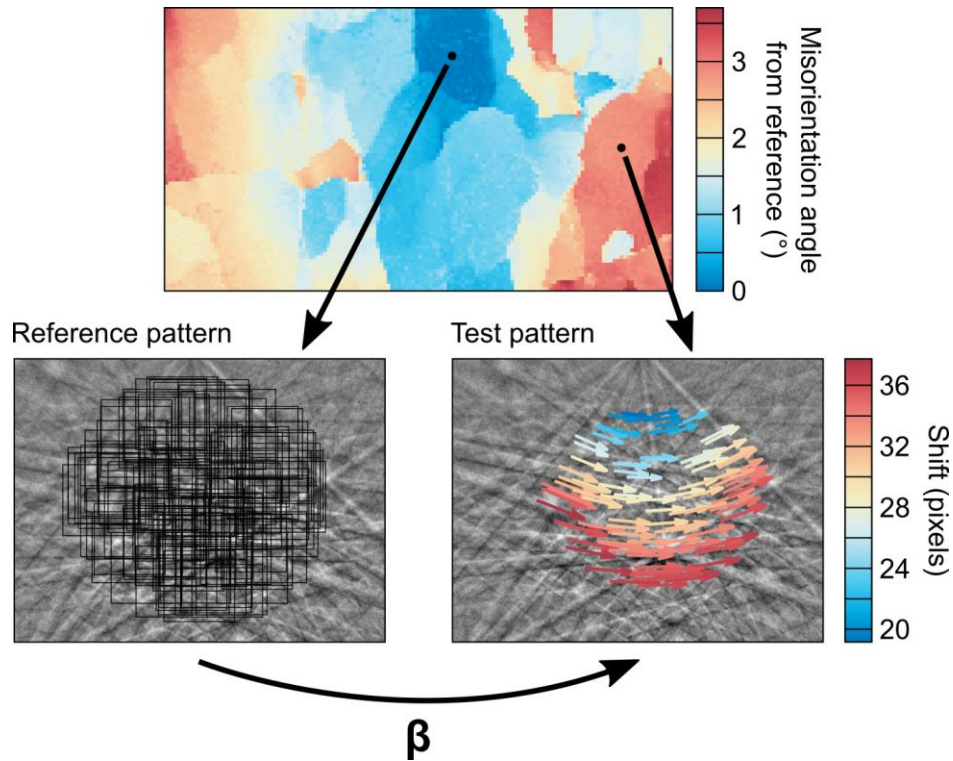 Misorientation angle
from reference (°)
3
2
1
0
Reference pattern
Test pattern
36
32
28
24
20
Shift (pixels)
β